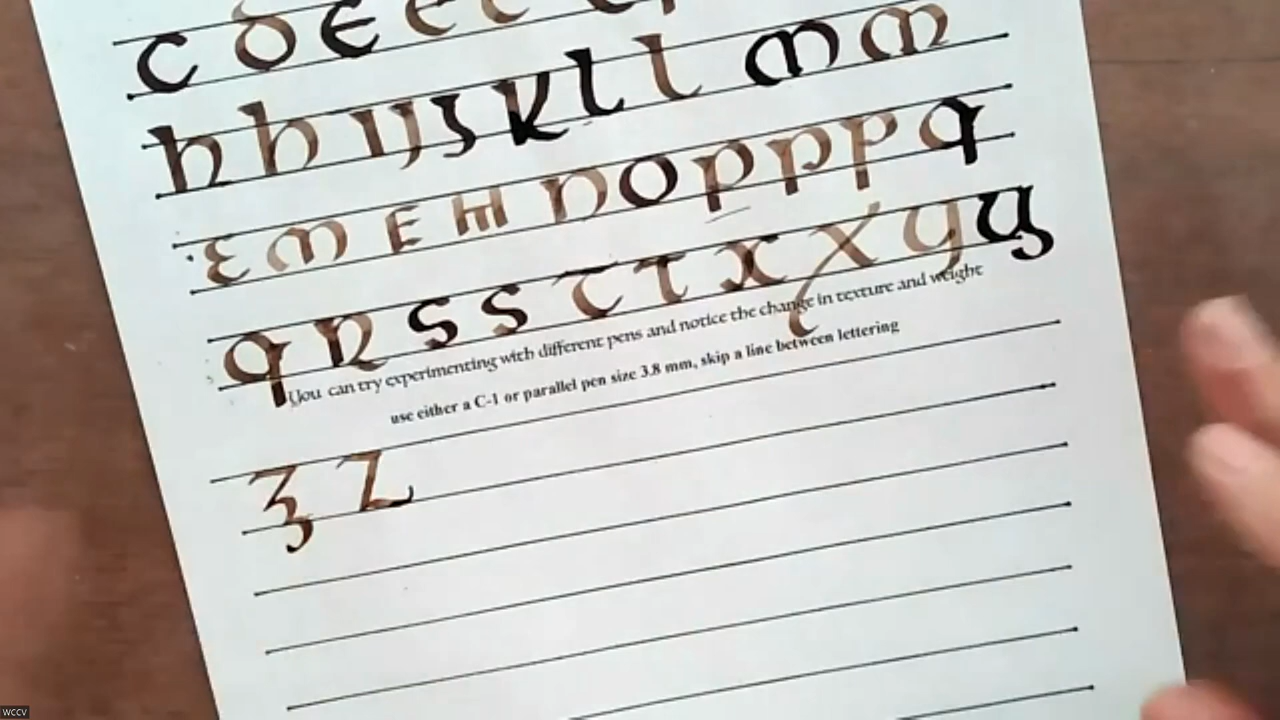 c d e
h h i j s k l l m m
ε m E H n o p p p q
q R s s τ τ x x y y
You can try experimenting with different pens and notice the change in texture and weight
use either a C-1 or parallel pen size 3.8 mm, skip a line between lettering
z z
WCCV